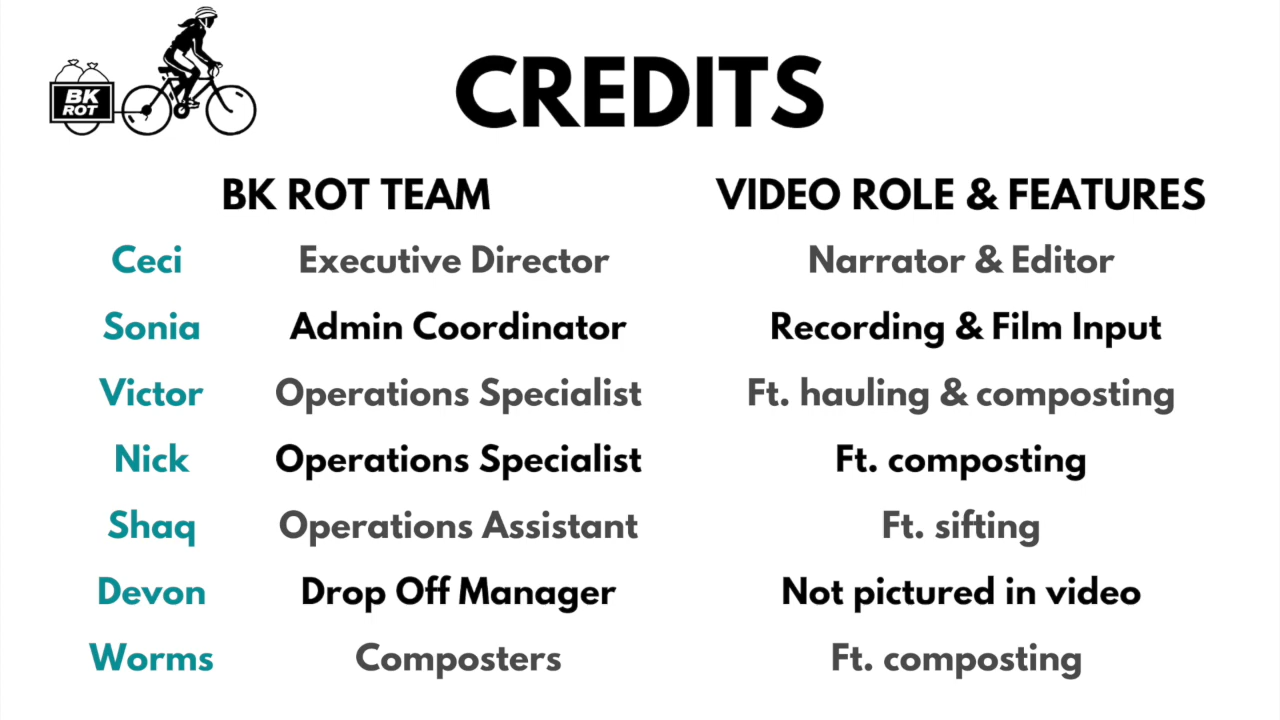 BK
ROT
CREDITS
BK ROT TEAM VIDEO ROLE & FEATURES
Ceci Executive Director Narrator & Editor
Sonia Admin Coordinator Recording & Film Input
Victor Operations Specialist Ft. hauling & composting
Nick Operations Specialist Ft. composting
Shaq Operations Assistant Ft. sifting
Devon Drop Off Manager Not pictured in video
Worms Composters Ft. composting